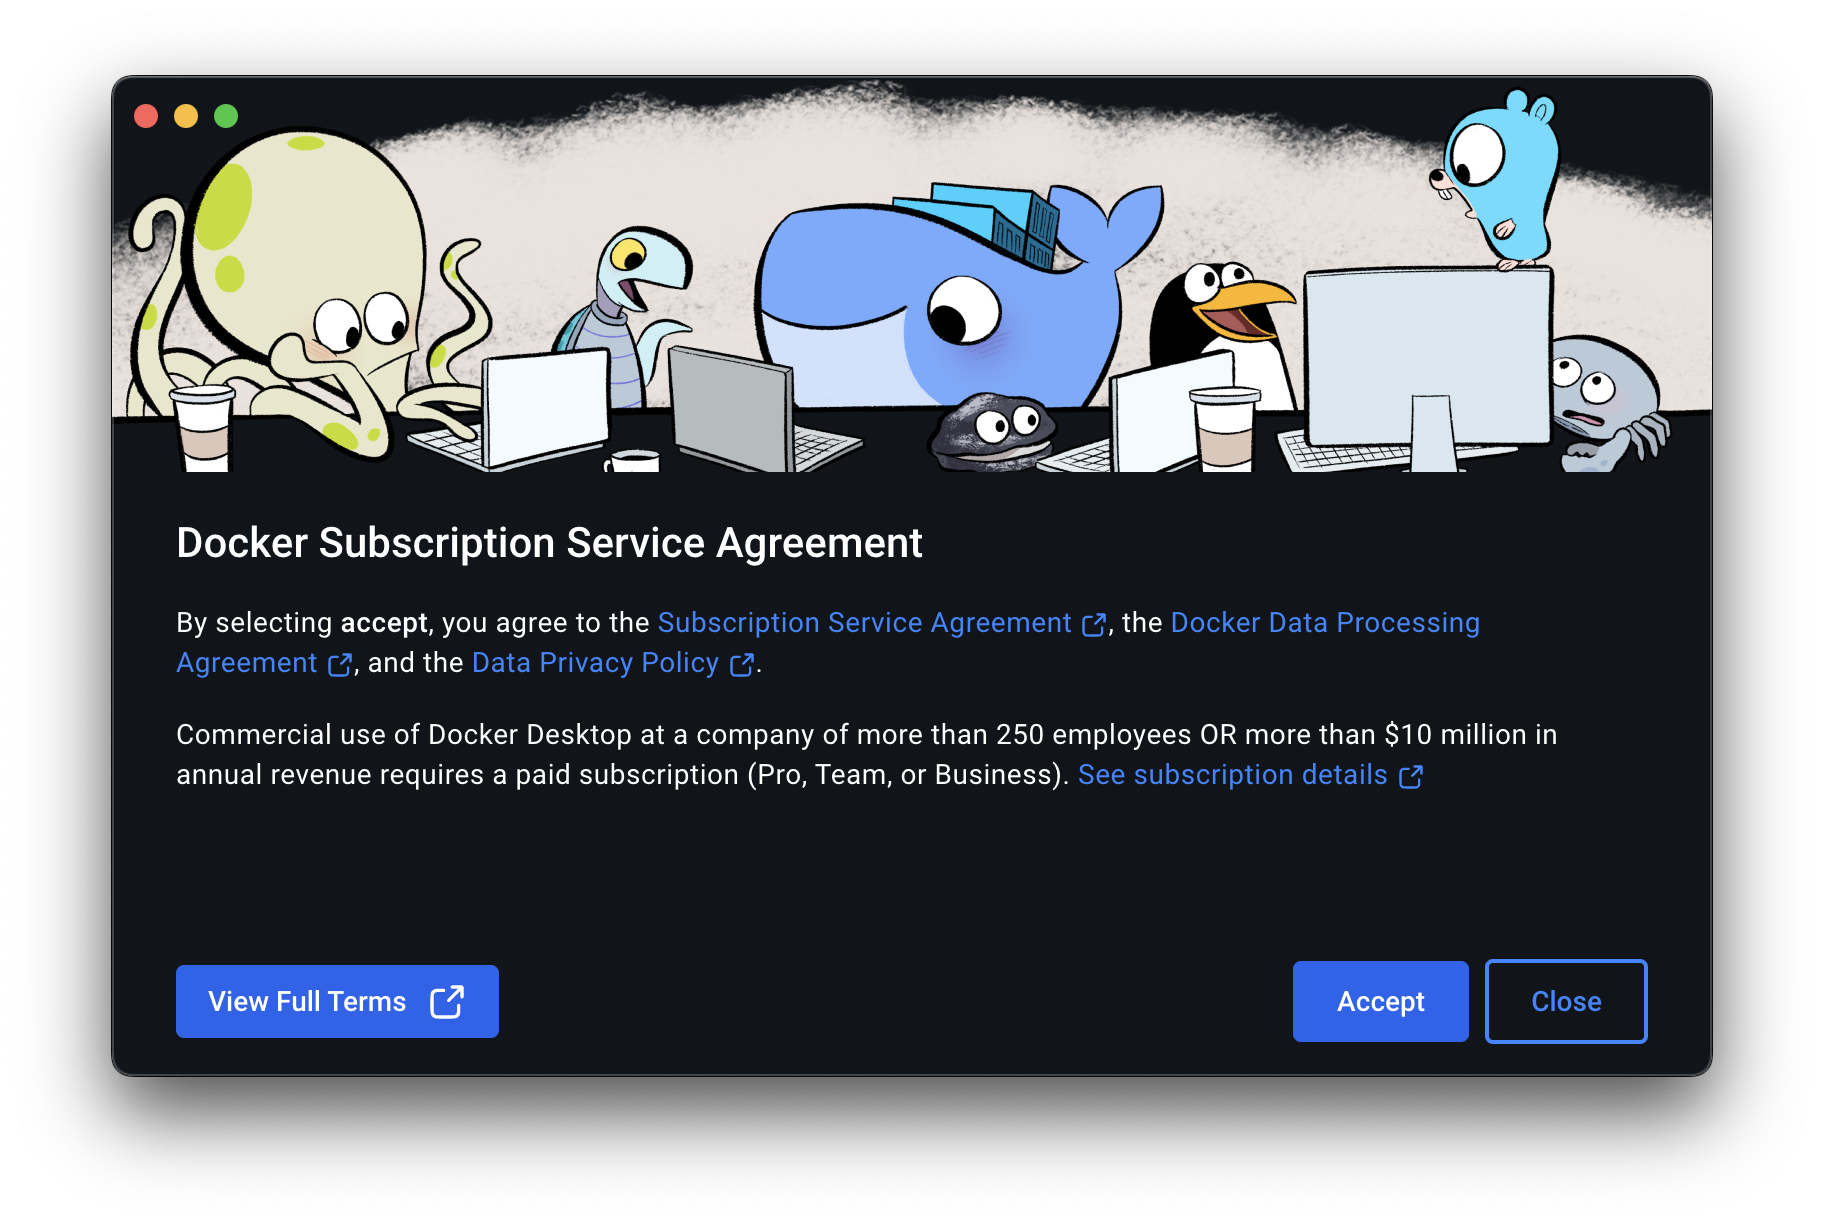 Docker Subscription Service Agreement
By selecting accept, you agree to the Subscription Service Agreement, the Docker Data Processing
Agreement, and the Data Privacy Policy.
Commercial use of Docker Desktop at a company of more than 250 employees OR more than $10 million in
annual revenue requires a paid subscription (Pro, Team, or Business). See subscription details
View Full Terms
Accept
Close